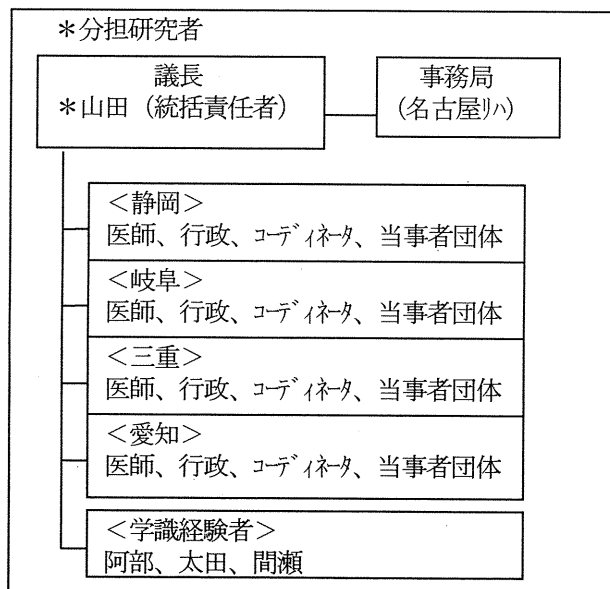 ＊分担研究者
議長
＊山田（統括責任者）
事務局
(名古屋ﾘﾊ)
＜静岡＞
医師、行政、ｺｰﾃﾞｨﾈｰﾀ、当事者団体
＜岐阜＞
医師、行政、ｺｰﾃﾞｨﾈｰﾀ、当事者団体
＜三重＞
医師、行政、ｺｰﾃﾞｨﾈｰﾀ、当事者団体
＜愛知＞
医師、行政、ｺｰﾃﾞｨﾈｰﾀ、当事者団体
＜学識経験者＞
阿部、太田、間瀬